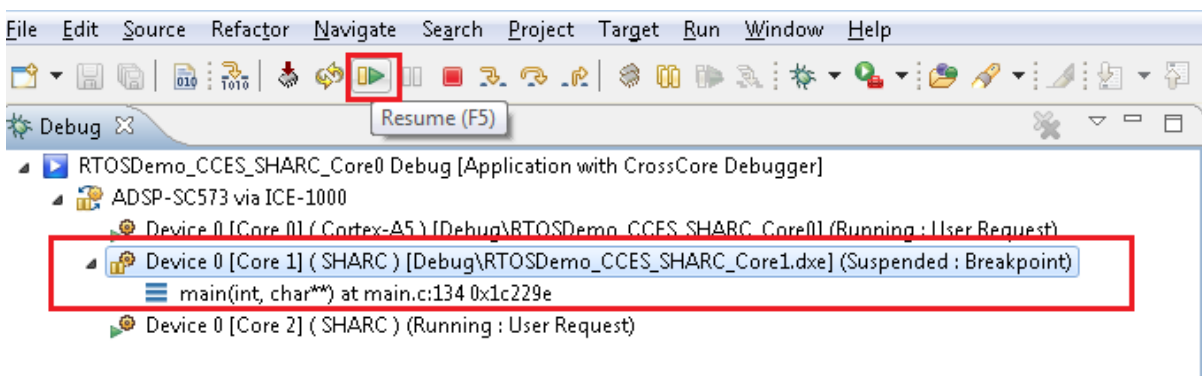 File Edit Source Refactor Navigate Search Project Target Run Window Help
010
1010
Resume (F5)
Debug
RTOSDemo_CCES_SHARC_Core0 Debug [Application with CrossCore Debugger]
ADSP-SC573 via ICE-1000
Device 0 [Core 0] ( Cortex-A5 ) [Debug\RTOSDemo_CCES_SHARC_Core0] (Running : User Request)
Device 0 [Core 1] ( SHARC ) [Debug\RTOSDemo_CCES_SHARC_Core1.dxe] (Suspended : Breakpoint)
main(int, char**) at main.c:134 0x1c229e
Device 0 [Core 2] ( SHARC ) (Running : User Request)